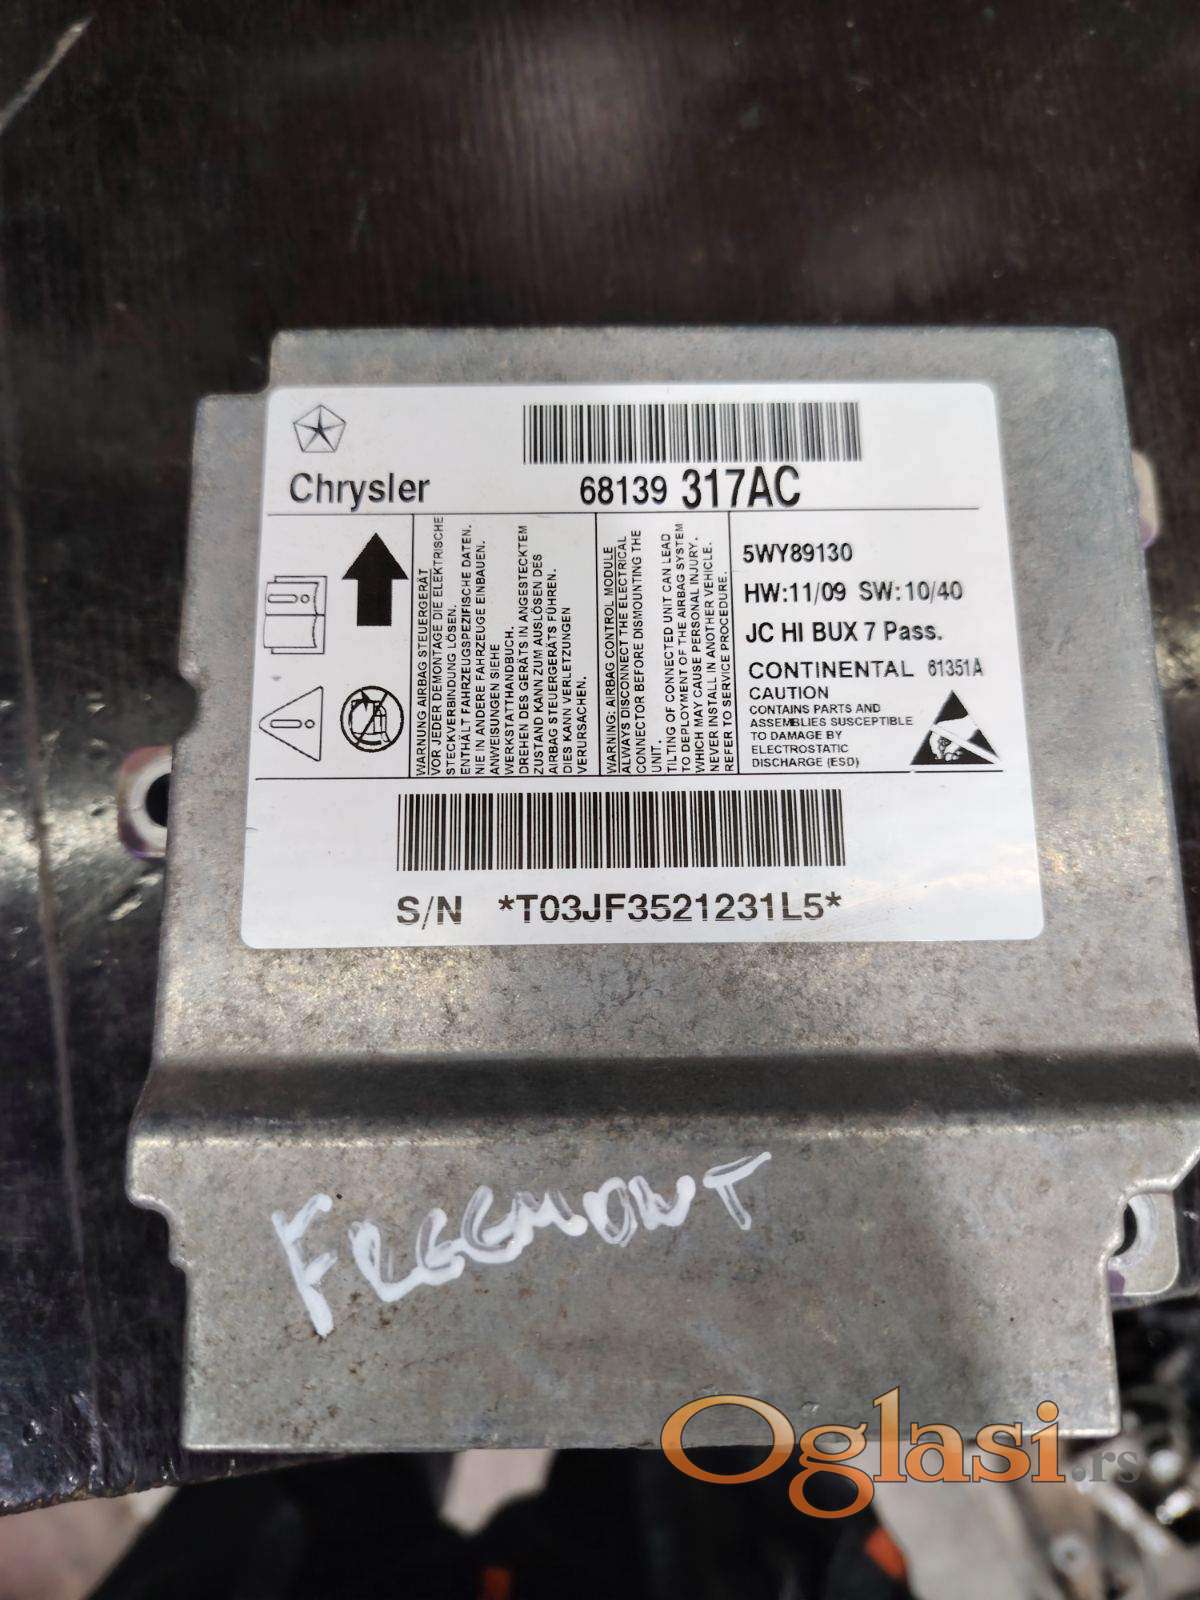 Chrysler
68139 317AC
WARNUNG AIRBAG STEUERGERÄT
VOR JEDER DEMONTAGE DIE ELEKTRISCHE
STECKVERBINDUNG LÖSEN.
ENTHÄLT FAHRZEUGSPEZIFISCHE DATEN.
NIE IN ANDERE FAHRZEUGE EINBAUEN.
ANWEISUNGEN SIEHE
WERKSTATTHANDBUCH.
DREHEN DES GERÄTS IN ANGESTECKTEM
ZUSTAND KANN ZUM AUSLÖSEN DES
AIRBAG STEUERGERÄTS FÜHREN.
DIES KANN VERLETZUNGEN
VERURSACHEN.
WARNING: AIRBAG CONTROL MODULE
ALWAYS DISCONNECT THE ELECTRICAL
CONNECTOR BEFORE DISMOUNTING THE
UNIT.
TILTING OF CONNECTED UNIT CAN LEAD
TO DEPLOYMENT OF THE AIRBAG SYSTEM
WHICH MAY CAUSE PERSONAL INJURY.
NEVER INSTALL IN ANOTHER VEHICLE.
REFER TO SERVICE PROCEDURE.
5WY89130
HW:11/09 SW:10/40
JC HI BUX 7 Pass.
CONTINENTAL 61351A
CAUTION
CONTAINS PARTS AND
ASSEMBLIES SUSCEPTIBLE
TO DAMAGE BY
ELECTROSTATIC
DISCHARGE (ESD)
S/N *T03JF3521231L5*
FREEMONT
Oglasi.rs